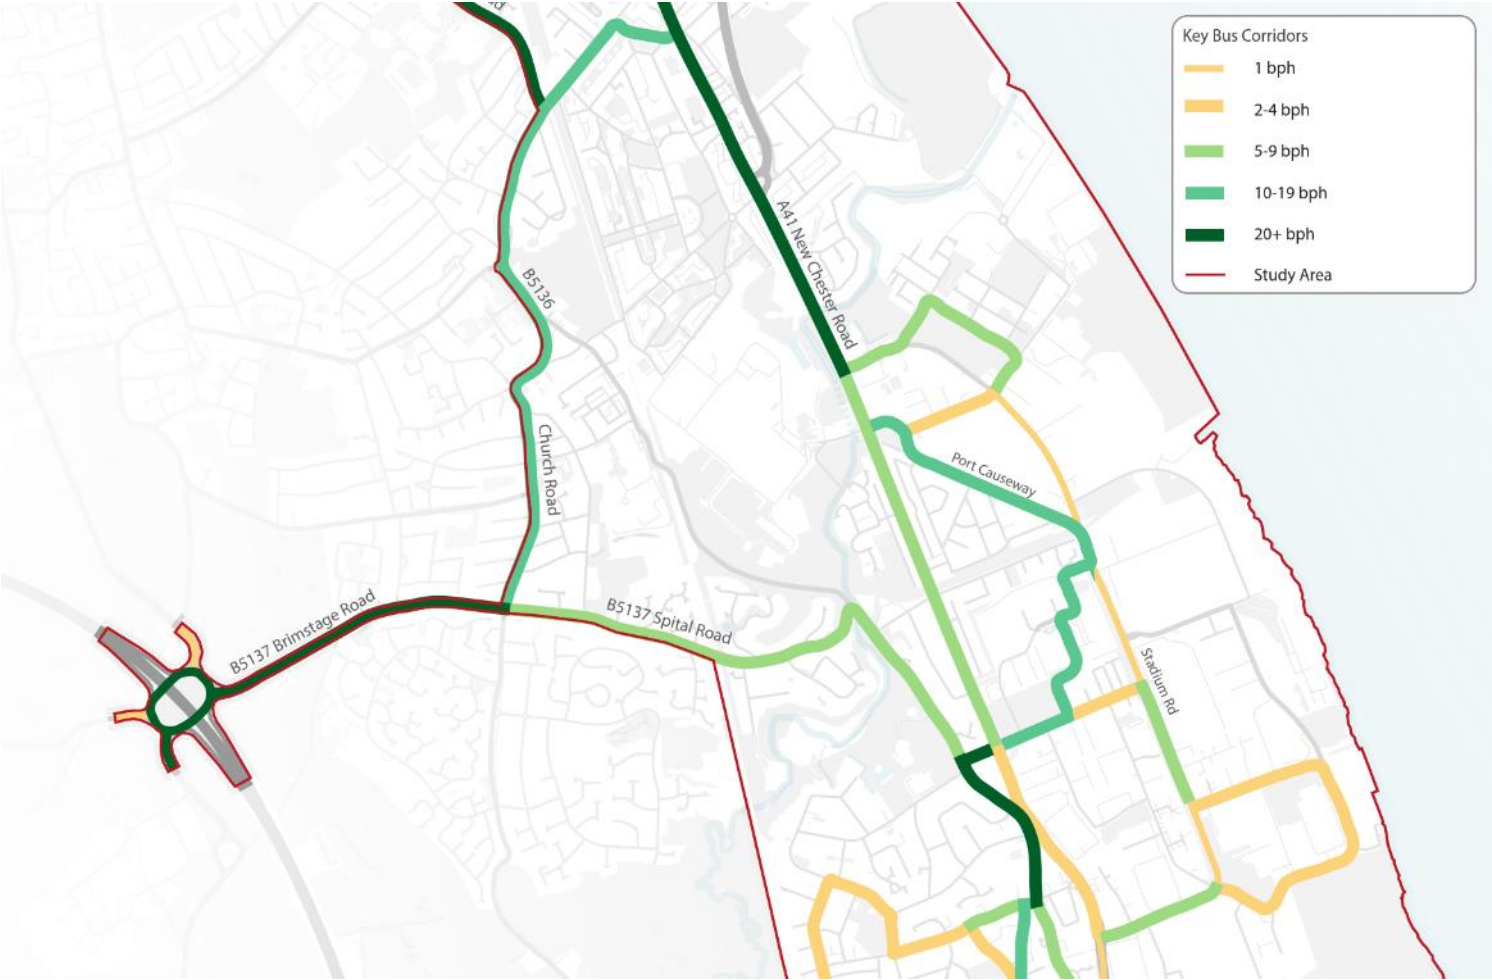 Key Bus Corridors
1 bph
2-4 bph
5-9 bph
10-19 bph
20+ bph
Study Area
A41 New Chester Road
B5136
Church Road
Port Causeway
B5137 Brimstage Road
B5137 Spital Road
Stadium Rd